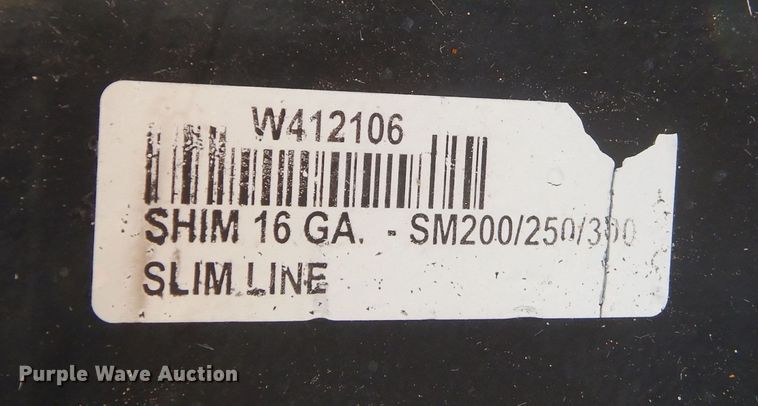 W412106
SHIM 16 GA. - SM200/250/300
SLIM LINE
Purple Wave Auction